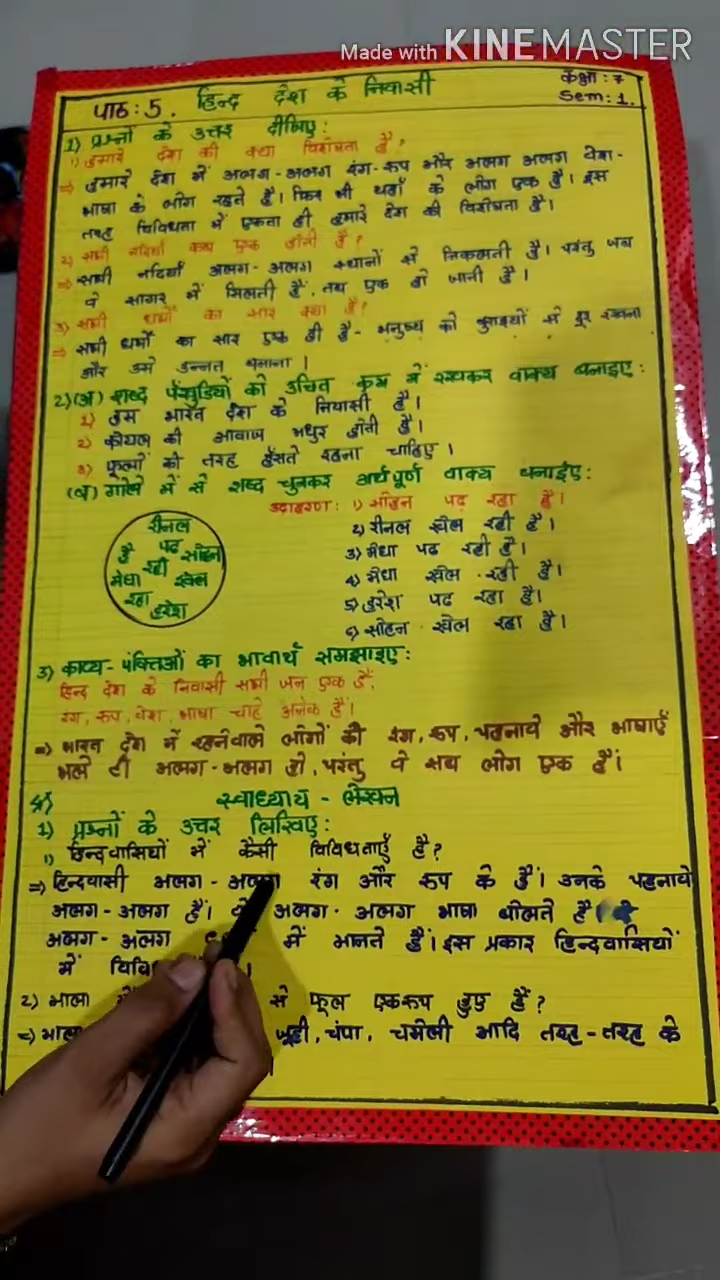 Made with KINEMASTER
पाठ : 5. हिन्द देश के निवासी
कक्षा : 7
Sem : 1.
1) प्रश्नों के उत्तर दीजिए :
1) हमारे देश की क्या विशेषता है ?
⇒ हमारे देश में अलग-अलग रंग-रूप और अलग अलग वेश-
भाषा के लोग रहते हैं। फिर भी यहाँ के लोग एक हैं। इस
तरह विविधता में एकता ही हमारे देश की विशेषता है।
2) सभी नदियाँ कब एक होती हैं ?
⇒ सभी नदियाँ अलग-अलग स्थानों से निकलती हैं। परंतु जब
वे सागर में मिलती हैं, तब एक हो जाती हैं।
3) सभी धर्मों का सार क्या है ?
⇒ सभी धर्मों का सार एक ही है - मनुष्य को बुराइयों से दूर रखना
और उसे उन्नत बनाना।
2)(अ) शब्द पँखुडियों को उचित क्रम में रखकर वाक्य बनाइए :
1) हम भारत देश के निवासी हैं।
2) कोयल की आवाज मधुर होती है।
3) फूलों की तरह हँसते रहना चाहिए।
(ब) गोले में से शब्द चुनकर अर्थपूर्ण वाक्य बनाईए :
उदाहरण : 1) सोहन पढ रहा है।
रीनल
है पढ सोहन
मेघा रही खेल
रहा
हरेश
2) रीनल खेल रही है।
3) मेघा पढ रही है।
4) मेघा खेल रही है।
5) हरेश पढ रहा है।
6) सोहन खेल रहा है।
3) काव्य-पंक्तिओं का भावार्थ समझाइए :
हिन्द देश के निवासी सभी जन एक हैं,
रंग, रूप, वेश, भाषा चाहे अनेक हैं।
⇒ भारत देश में रहनेवाले लोगों की रंग, रूप, पहनावे और भाषाएँ
भले ही अलग-अलग हो, परंतु वे सब लोग एक हैं।
स्वाध्याय - लेखन
1) प्रश्नों के उत्तर लिखिए :
1) हिन्दवासियों में कैसी विविधताएँ है ?
⇒ हिन्दवासी अलग-अलग रंग और रूप के हैं। उनके पहनावे
अलग-अलग हैं। वे अलग-अलग भाषा बोलते हैं।
अलग-अलग में मानते हैं। इस प्रकार हिन्दवासियों
में
2) माला से फूल एकरूप हुए हैं ?
⇒ जूही, चंपा, चमेली आदि तरह-तरह के